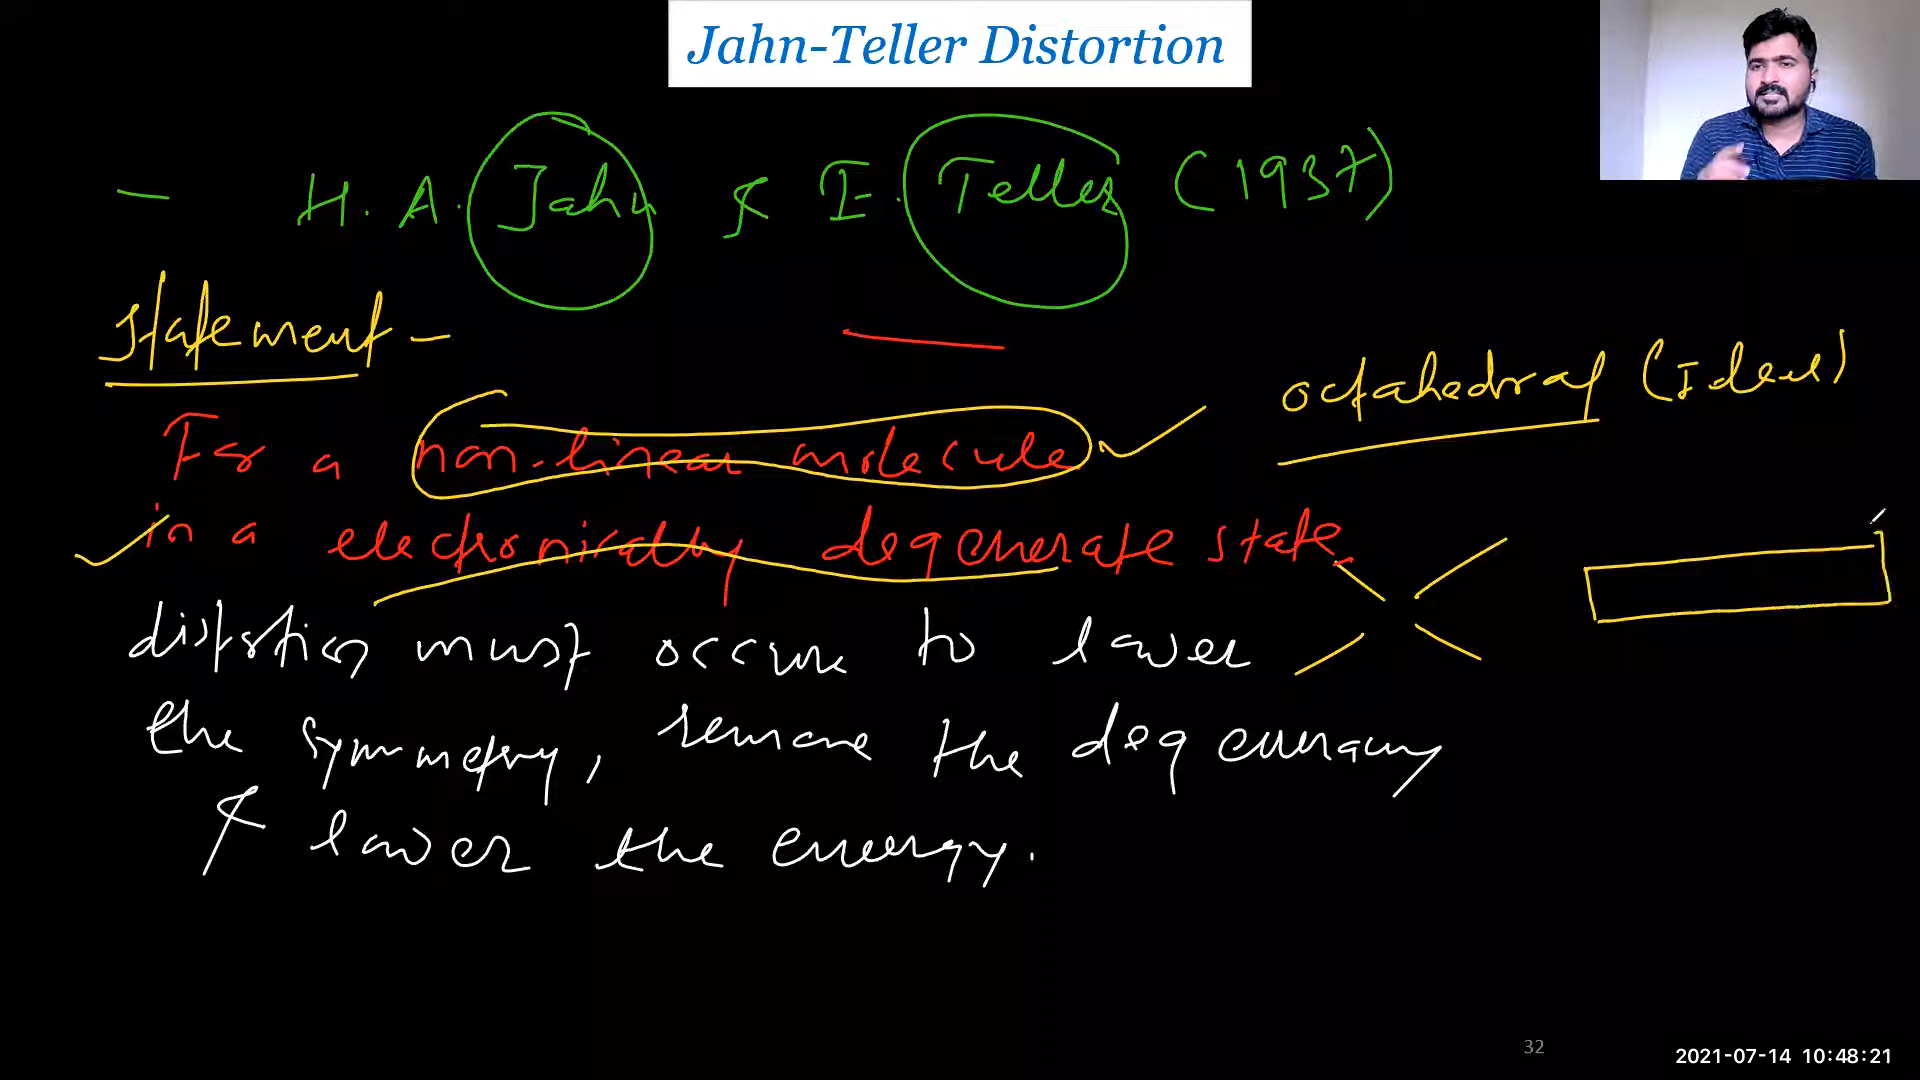 Jahn-Teller Distortion
– H. A. Jahn & E. Teller (1937)
Statement –
octahedral (Ideal)
For a non-linear molecule
in a electronically degenerate state
distortion must occur to lower
the symmetry, remove the degeneracy
& lower the energy.
32
2021-07-14 10:48:21